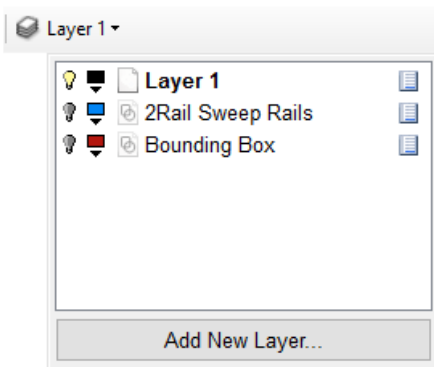 Layer 1
Layer 1
2Rail Sweep Rails
Bounding Box
Add New Layer...